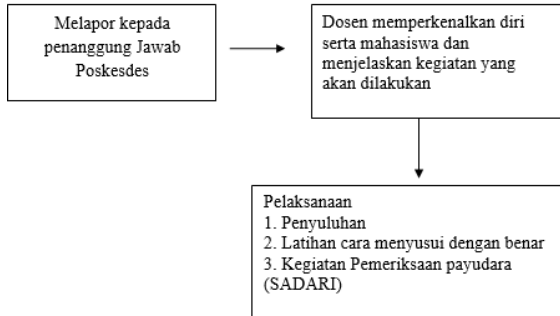 Melapor kepada
penanggung Jawab
Poskesdes
Dosen memperkenalkan diri
serta mahasiswa dan
menjelaskan kegiatan yang
akan dilakukan
Pelaksanaan
1. Penyuluhan
2. Latihan cara menyusui dengan benar
3. Kegiatan Pemeriksaan payudara
(SADARI)